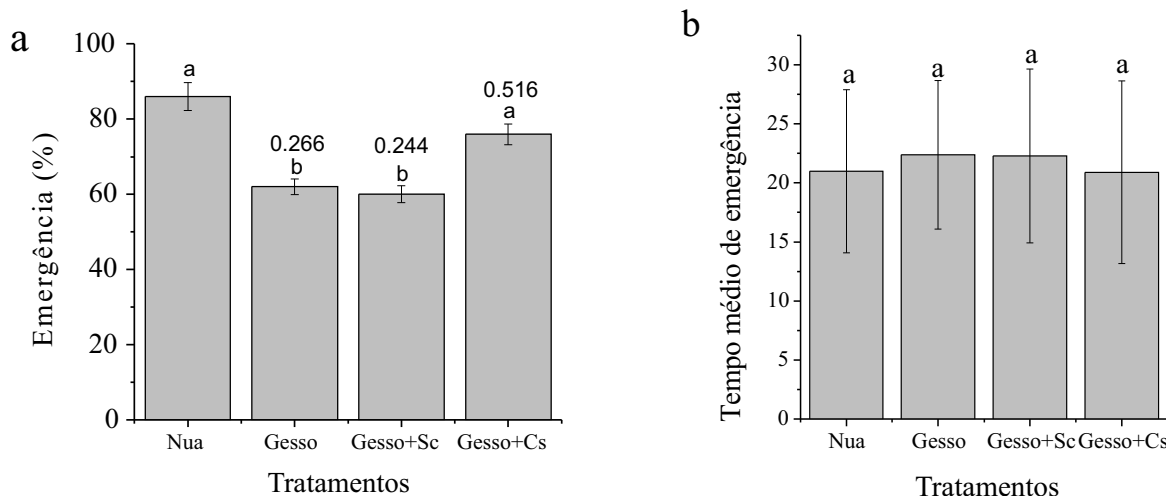 a
Emergência (%)
100
80
60
40
20
0
a
0.266
b
0.244
b
0.516
a
Nua
Gesso
Gesso+Sc
Gesso+Cs
Tratamentos
b
Tempo médio de emergência
30
25
20
15
10
5
0
a
a
a
a
Nua
Gesso
Gesso+Sc
Gesso+Cs
Tratamentos